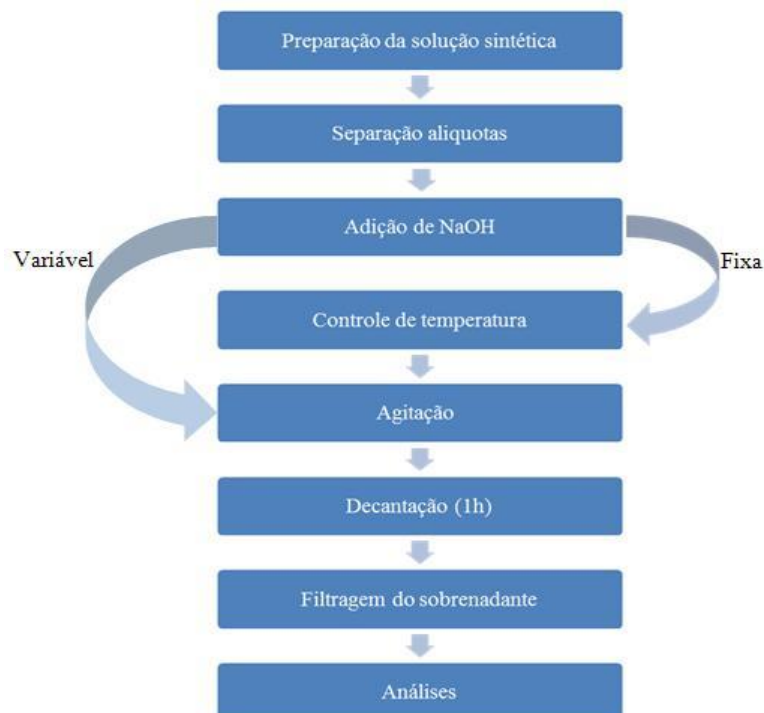 Preparação da solução sintética
Separação aliquotas
Adição de NaOH
Variável
Fixa
Controle de temperatura
Agitação
Decantação (1h)
Filtragem do sobrenadante
Análises